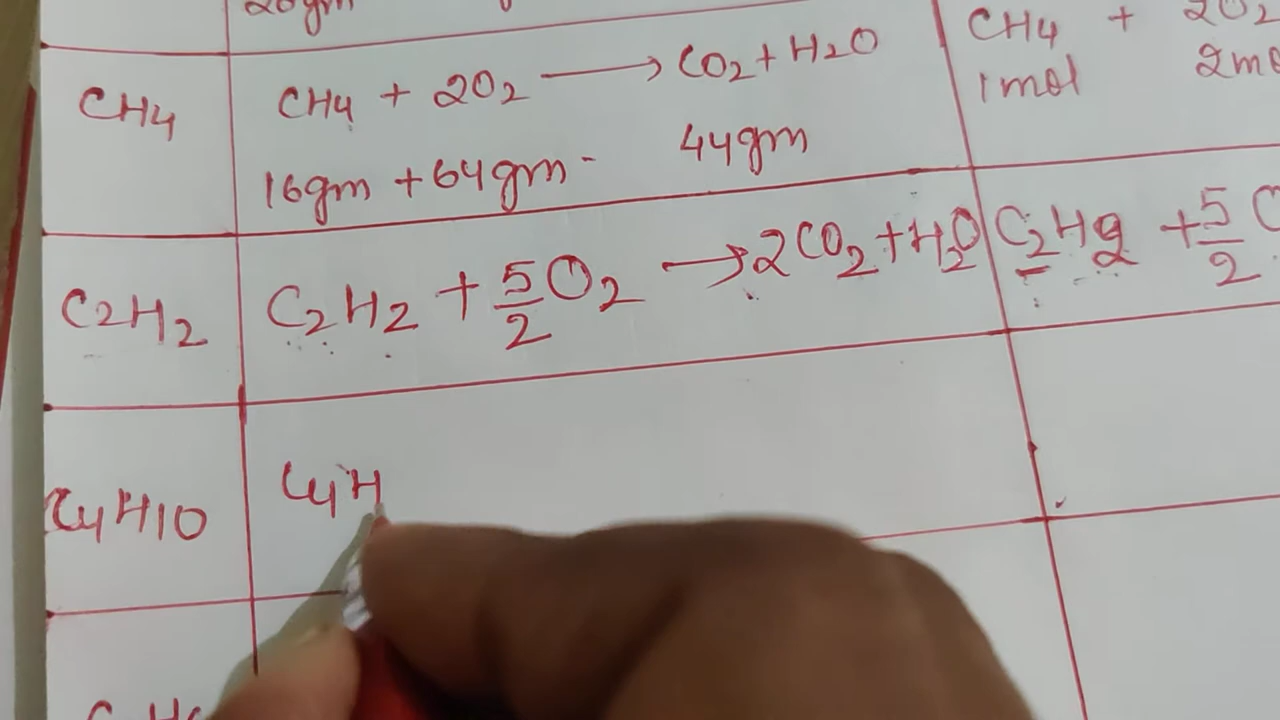 20gm
CH4
CH4 + 2O2 → CO2 + H2O
16gm + 64gm - 44gm
CH4 + 2O2
1mol
C2H2
C2H2 + 5/2 O2 → 2CO2 + H2O
C2H2 + 5/2
C4H10
C4H